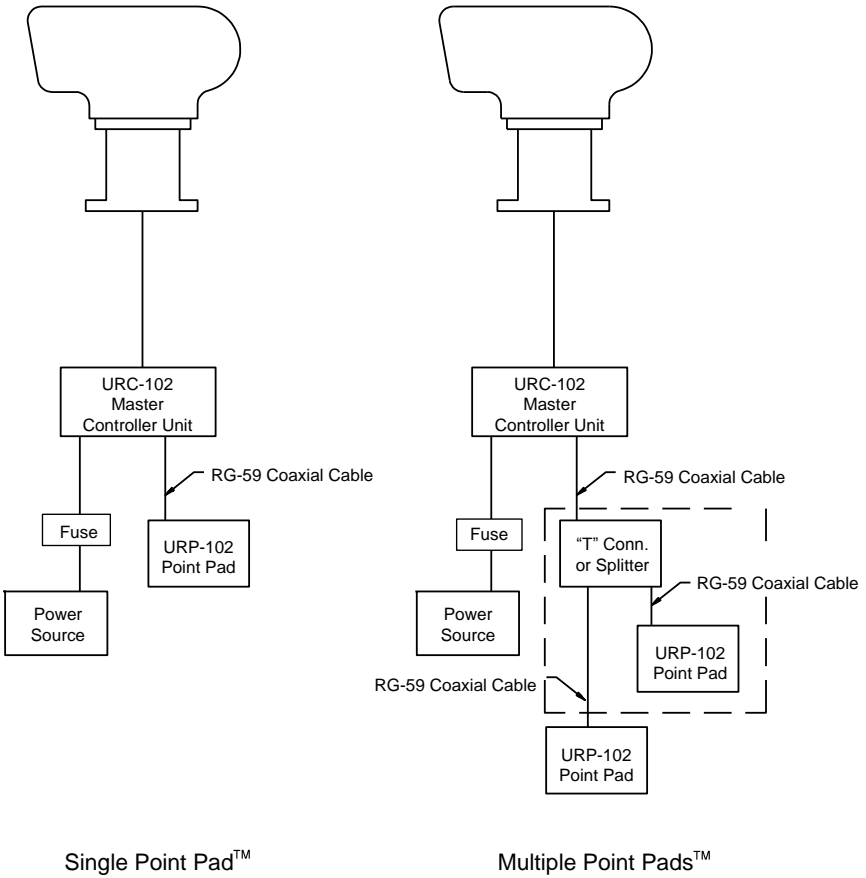 URC-102
Master
Controller Unit
RG-59 Coaxial Cable
Fuse
URP-102
Point Pad
Power
Source
URC-102
Master
Controller Unit
RG-59 Coaxial Cable
Fuse
“T” Conn.
or Splitter
RG-59 Coaxial Cable
Power
Source
URP-102
Point Pad
RG-59 Coaxial Cable
URP-102
Point Pad
Single Point Pad™
Multiple Point Pads™